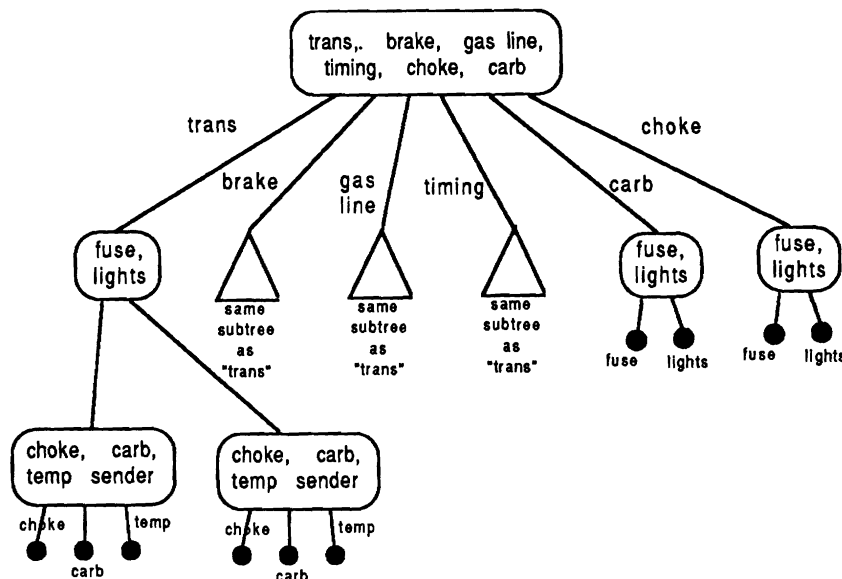 trans,. brake, gas line,
timing, choke, carb
trans
brake
gas
line
timing
carb
choke
fuse,
lights
same
subtree
as
"trans"
same
subtree
as
"trans"
same
subtree
as
"trans"
fuse,
lights
fuse
lights
fuse,
lights
fuse
lights
choke, carb,
temp sender
choke
carb
temp
choke, carb,
temp sender
choke
carb
temp